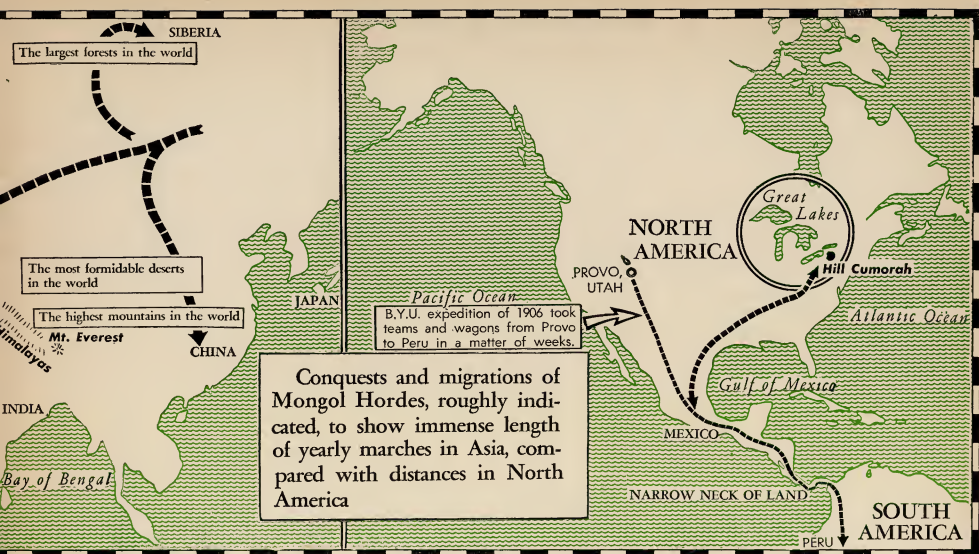 SIBERIA
The largest forests in the world
The most formidable deserts
in the world
The highest mountains in the world
Himalayas
Mt. Everest
JAPAN
CHINA
INDIA
Bay of Bengal
Conquests and migrations of
Mongol Hordes, roughly indi-
cated, to show immense length
of yearly marches in Asia, com-
pared with distances in North
America
Pacific Ocean
B.Y.U. expedition of 1906 took
teams and wagons from Provo
to Peru in a matter of weeks.
PROVO,
UTAH
NORTH
AMERICA
Great
Lakes
Hill Cumorah
Atlantic Ocean
Gulf of Mexico
MEXICO
NARROW NECK OF LAND
SOUTH
AMERICA
PERU